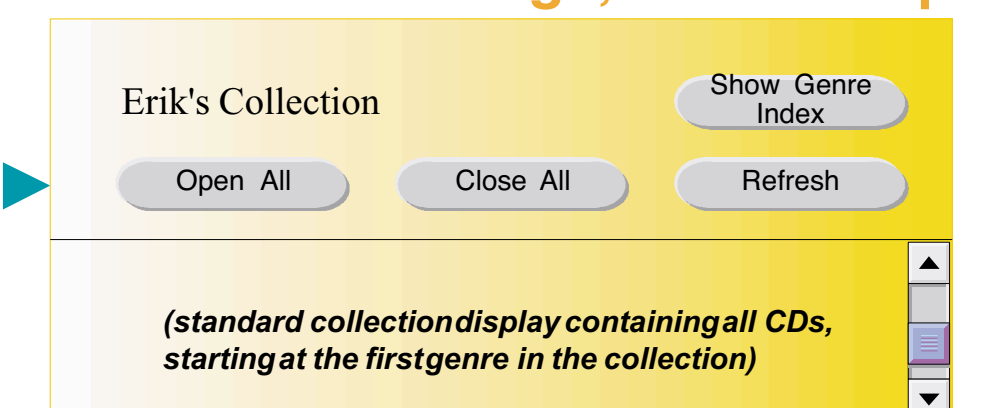 Erik's Collection
Show Genre
Index
Open All
Close All
Refresh
(standard collection display containing all CDs,
starting at the first genre in the collection)